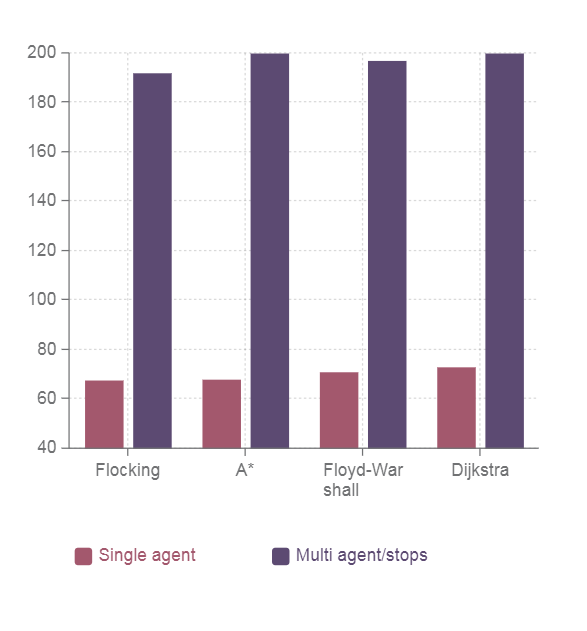 200
180
160
140
120
100
80
60
40
Flocking
A*
Floyd-War
shall
Dijkstra
Single agent
Multi agent/stops